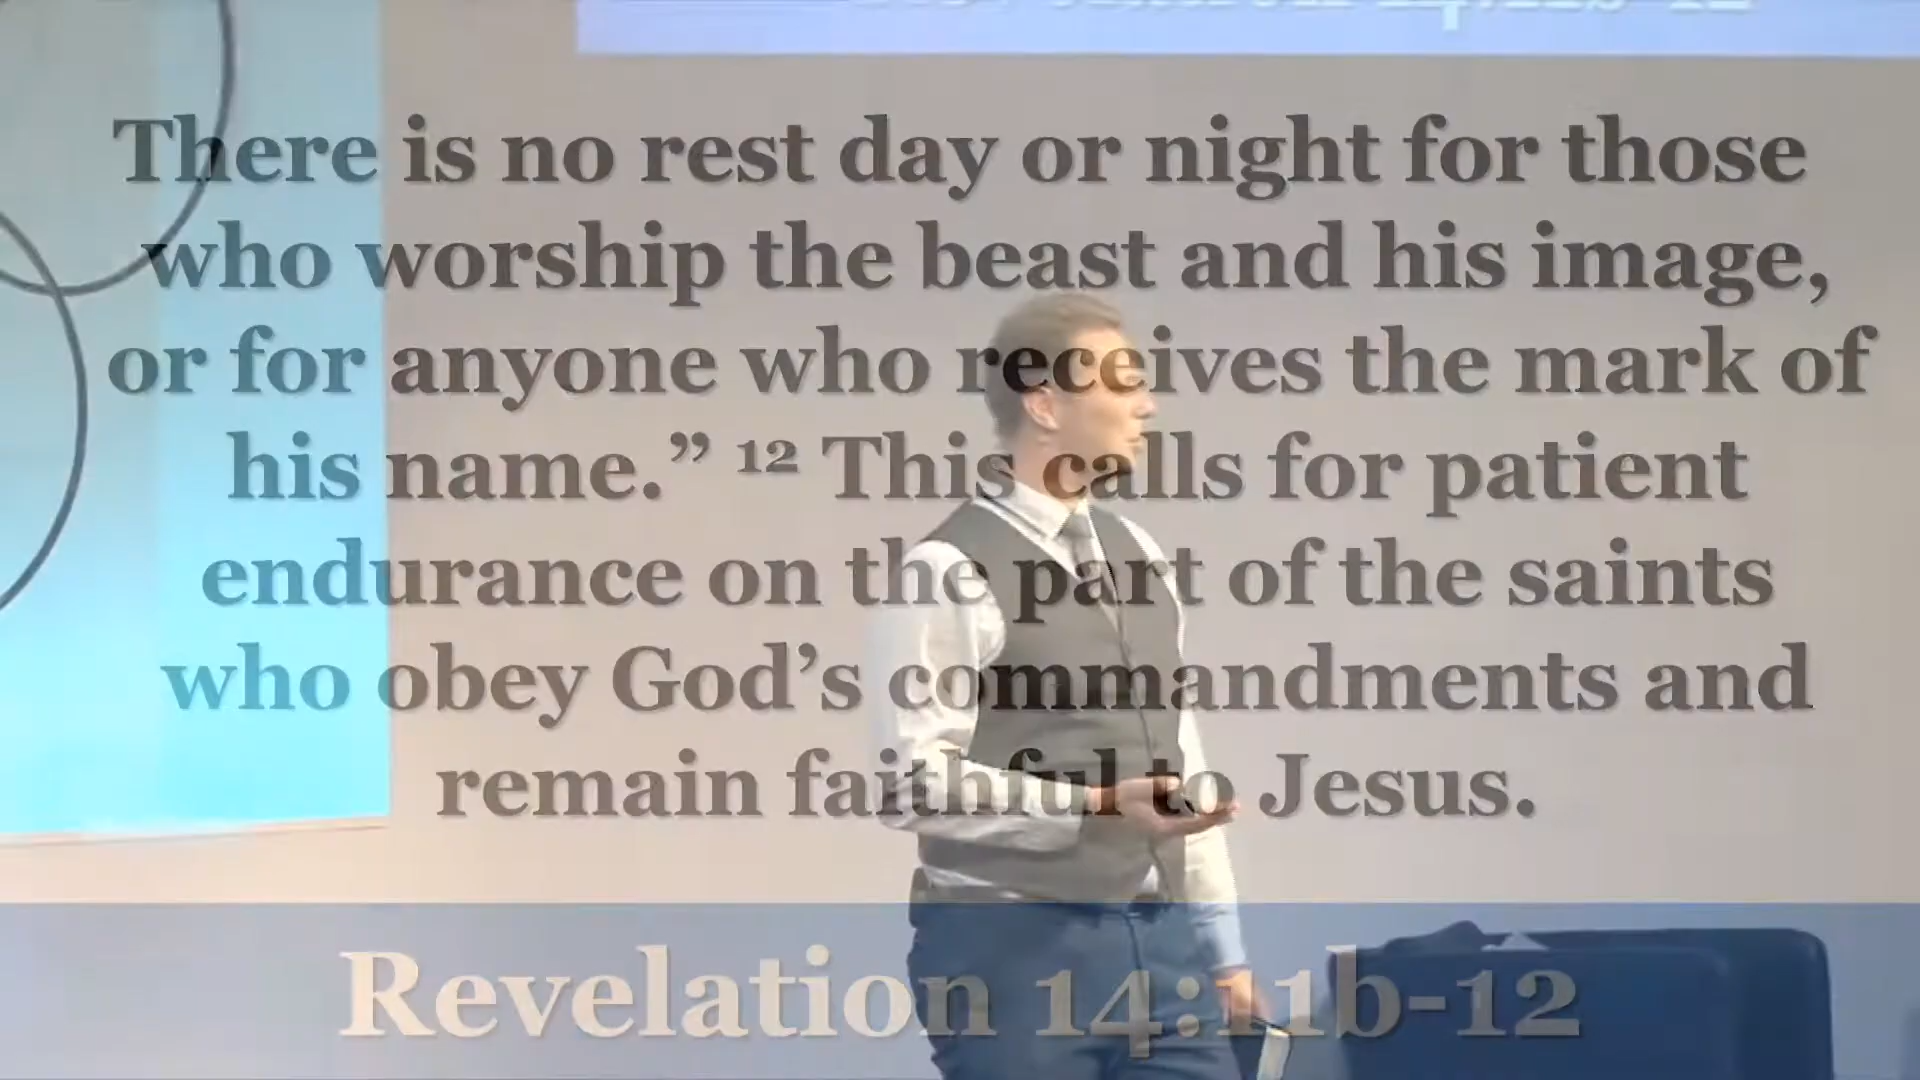 There is no rest day or night for those
who worship the beast and his image,
or for anyone who receives the mark of
his name.” ¹² This calls for patient
endurance on the part of the saints
who obey God’s commandments and
remain faithful to Jesus.
Revelation 14:11b-12